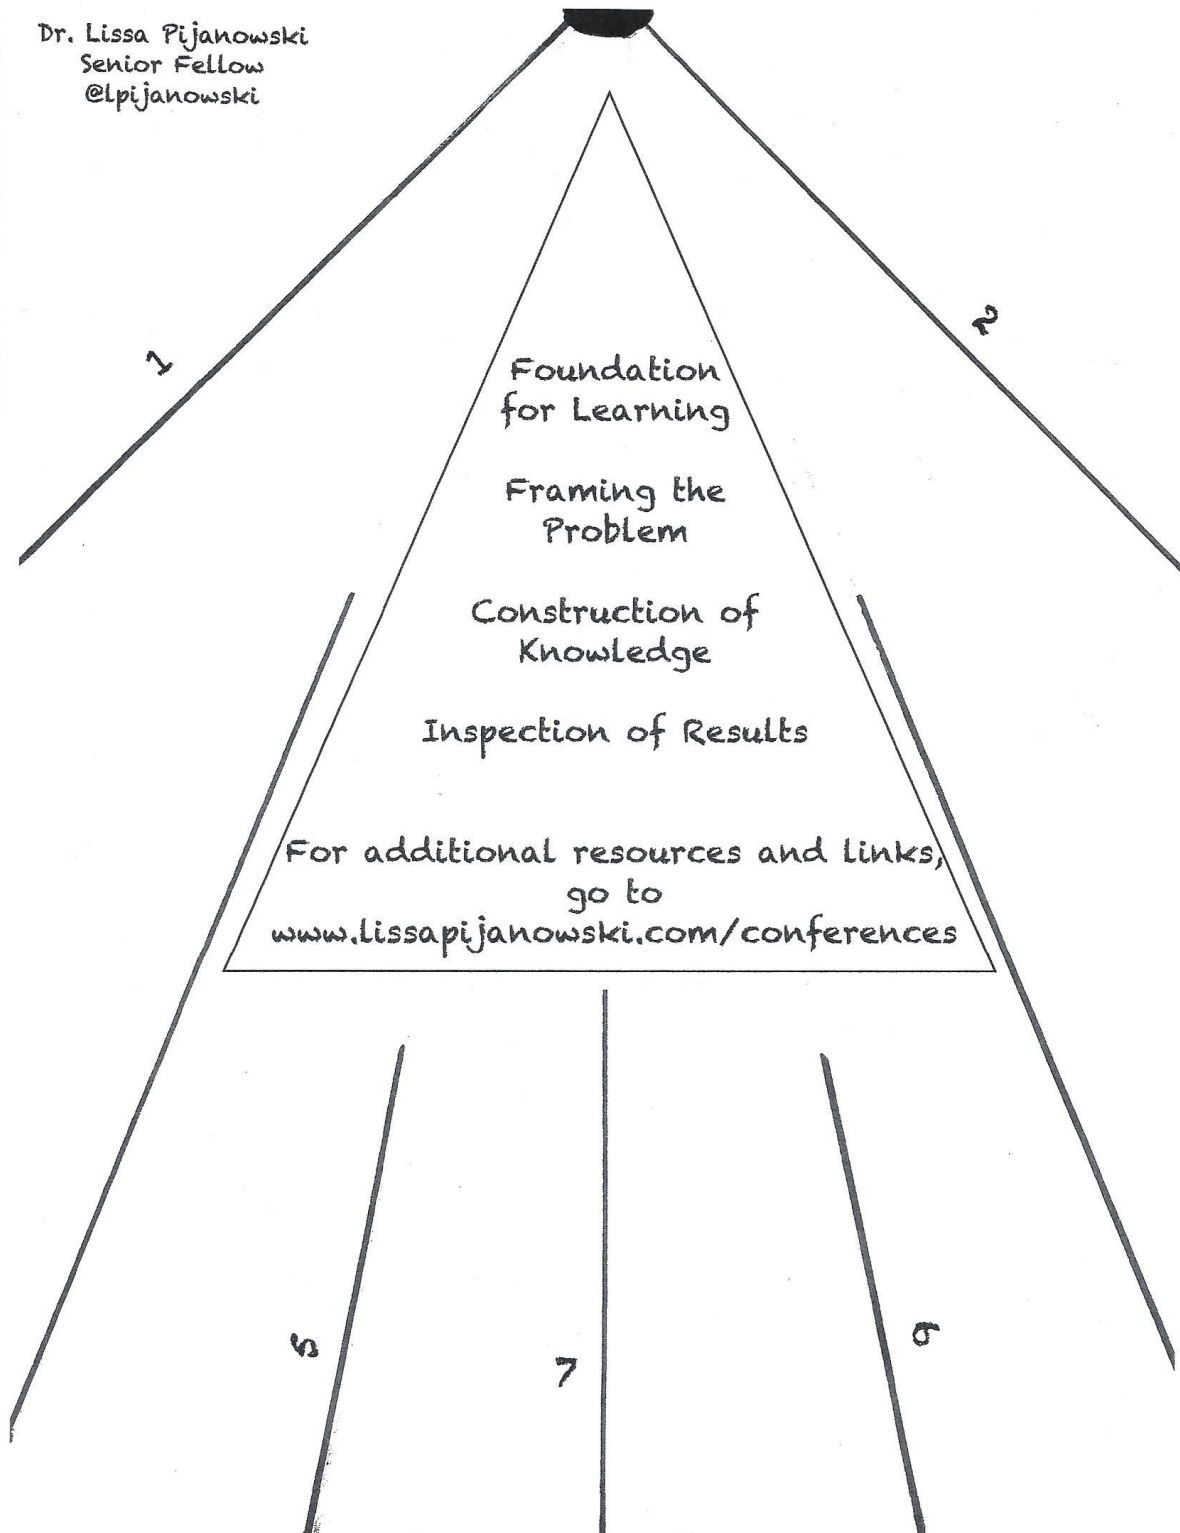 Dr. Lissa Pijanowski
Senior Fellow
@lpijanowski
1
2
Foundation
for Learning
Framing the
Problem
Construction of
Knowledge
Inspection of Results
For additional resources and links,
go to
www.lissapijanowski.com/conferences
5
7
6